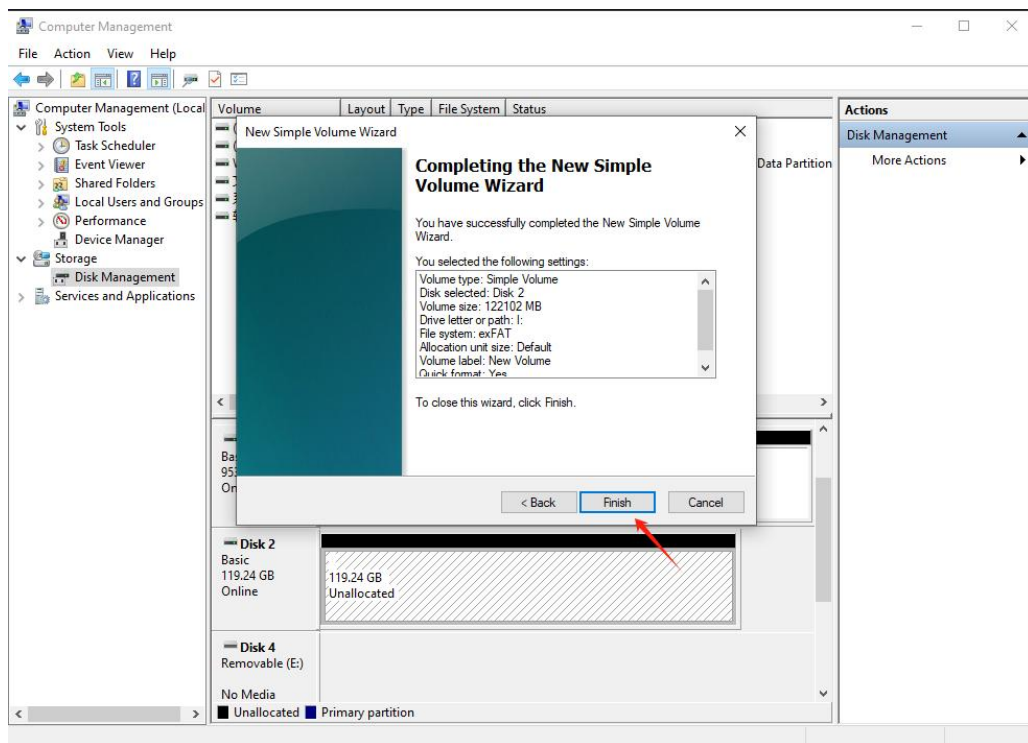 Computer Management
File Action View Help
Computer Management (Local
System Tools
Task Scheduler
Event Viewer
Shared Folders
Local Users and Groups
Performance
Device Manager
Storage
Disk Management
Services and Applications
Volume Layout Type File System Status
Data Partition
New Simple Volume Wizard
Completing the New Simple
Volume Wizard
You have successfully completed the New Simple Volume
Wizard.
You selected the following settings:
Volume type: Simple Volume
Disk selected: Disk 2
Volume size: 122102 MB
Drive letter or path: I:
File system: exFAT
Allocation unit size: Default
Volume label: New Volume
Quick format: Yes
To close this wizard, click Finish.
< Back Finish Cancel
Disk 2
Basic
119.24 GB
Online
119.24 GB
Unallocated
Disk 4
Removable (E:)
No Media
Unallocated Primary partition
Actions
Disk Management
More Actions